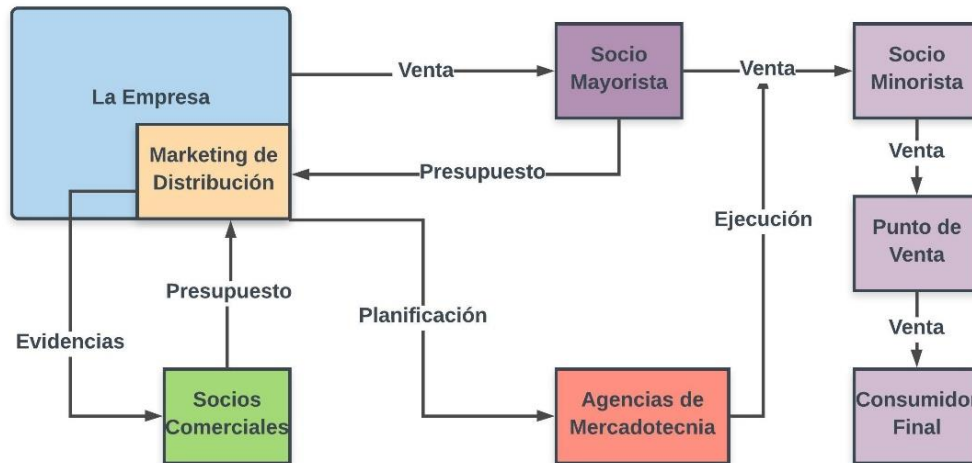 La Empresa
Marketing de
Distribución
Venta
Socio
Mayorista
Venta
Socio
Minorista
Presupuesto
Venta
Ejecución
Punto de
Venta
Presupuesto
Planificación
Evidencias
Venta
Socios
Comerciales
Agencias de
Mercadotecnia
Consumidor
Final